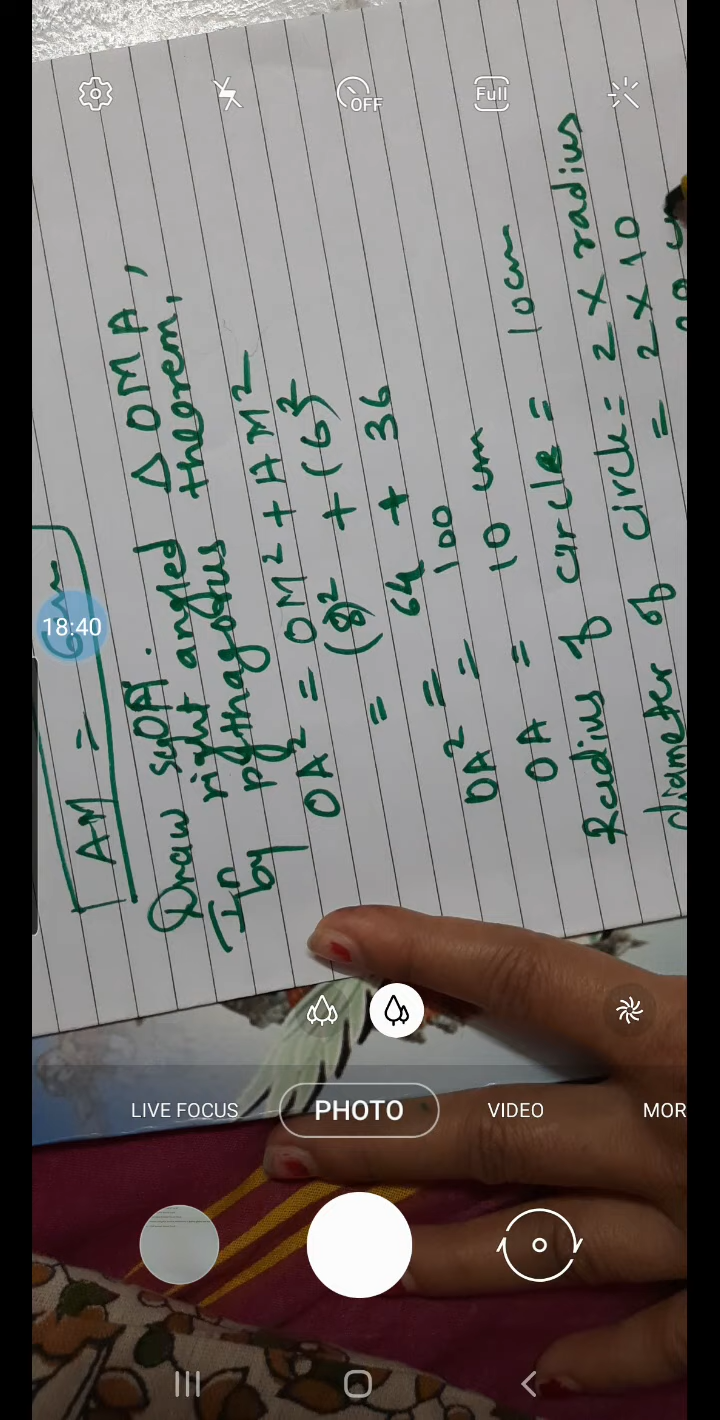 OFF
Full
18:40
AM =
Draw seg OA.
In right angled Δ OMA,
by pythagorus theorem,
OA² = OM² + AM²
= (8)² + (6)²
= 64 + 36
OA² = 100
OA = 10 cm
Radius of circle = 10cm
diameter of circle = 2 × radius
= 2 × 10
LIVE FOCUS
PHOTO
VIDEO
MOR